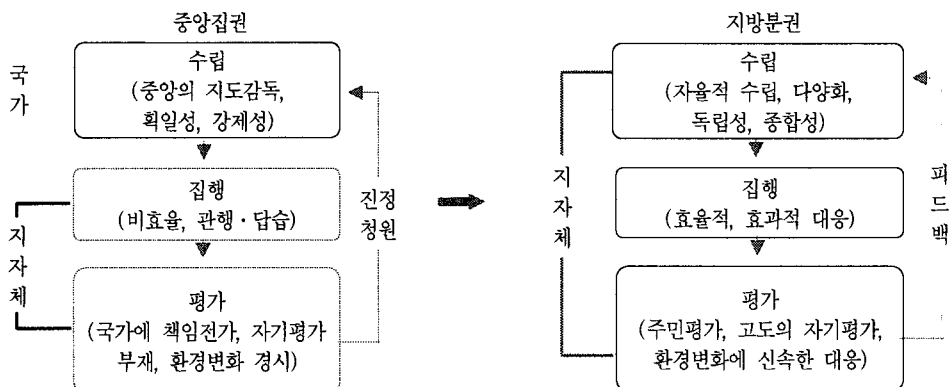 중앙집권
국가
수립
(중앙의 지도감독,
획일성, 강제성)
지자체
집행
(비효율, 관행·답습)
평가
(국가에 책임전가, 자기평가
부재, 환경변화 경시)
진정
청원
지방분권
지자체
수립
(자율적 수립, 다양화,
독립성, 종합성)
집행
(효율적, 효과적 대응)
평가
(주민평가, 고도의 자기평가,
환경변화에 신속한 대응)
피드백